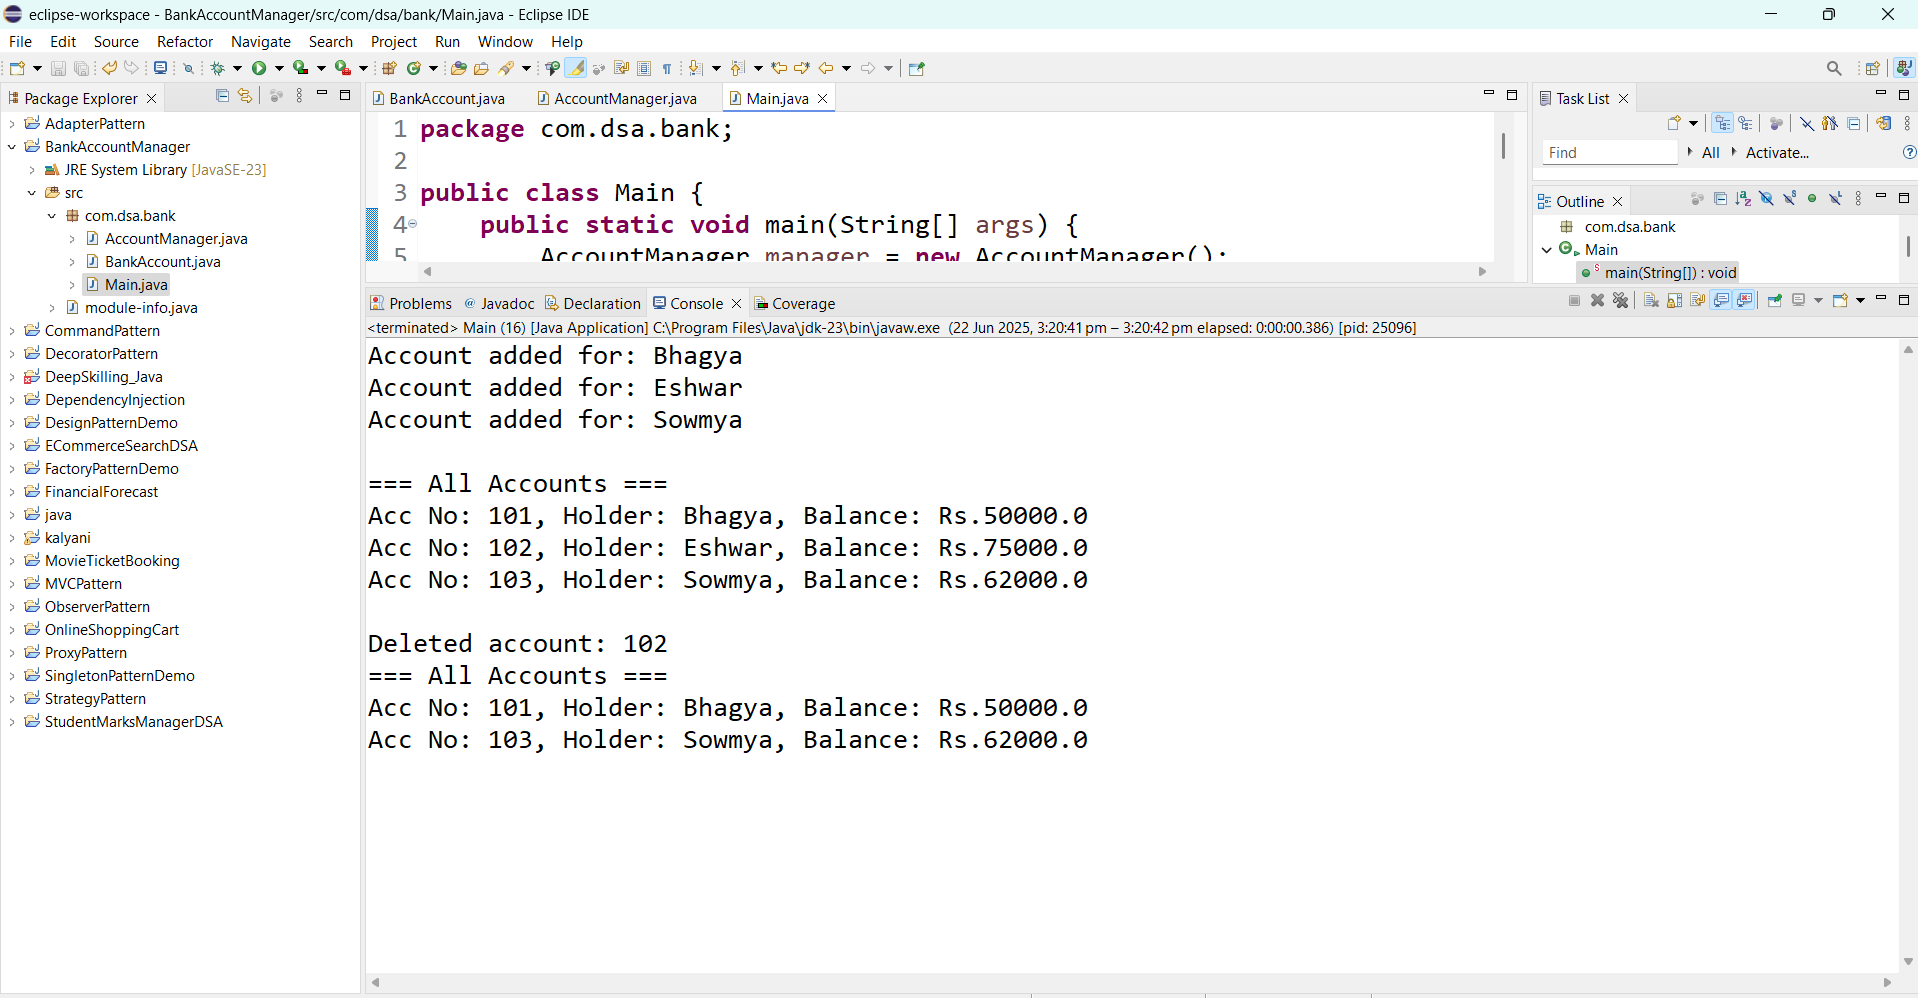 eclipse-workspace - BankAccountManager/src/com/dsa/bank/Main.java - Eclipse IDE
File Edit Source Refactor Navigate Search Project Run Window Help
Package Explorer
AdapterPattern
BankAccountManager
JRE System Library [JavaSE-23]
src
com.dsa.bank
AccountManager.java
BankAccount.java
Main.java
module-info.java
CommandPattern
DecoratorPattern
DeepSkilling_Java
DependencyInjection
DesignPatternDemo
ECommerceSearchDSA
FactoryPatternDemo
FinancialForecast
java
kalyani
MovieTicketBooking
MVCPattern
ObserverPattern
OnlineShoppingCart
ProxyPattern
SingletonPatternDemo
StrategyPattern
StudentMarksManagerDSA
BankAccount.java AccountManager.java Main.java
1 package com.dsa.bank;
2
3 public class Main {
4 public static void main(String[] args) {
5 AccountManager manager = new AccountManager();
Task List
Find All Activate...
Outline
com.dsa.bank
Main
main(String[]) : void
Problems Javadoc Declaration Console Coverage
<terminated> Main (16) [Java Application] C:\Program Files\Java\jdk-23\bin\javaw.exe (22 Jun 2025, 3:20:41 pm – 3:20:42 pm elapsed: 0:00:00.386) [pid: 25096]
Account added for: Bhagya
Account added for: Eshwar
Account added for: Sowmya
=== All Accounts ===
Acc No: 101, Holder: Bhagya, Balance: Rs.50000.0
Acc No: 102, Holder: Eshwar, Balance: Rs.75000.0
Acc No: 103, Holder: Sowmya, Balance: Rs.62000.0
Deleted account: 102
=== All Accounts ===
Acc No: 101, Holder: Bhagya, Balance: Rs.50000.0
Acc No: 103, Holder: Sowmya, Balance: Rs.62000.0